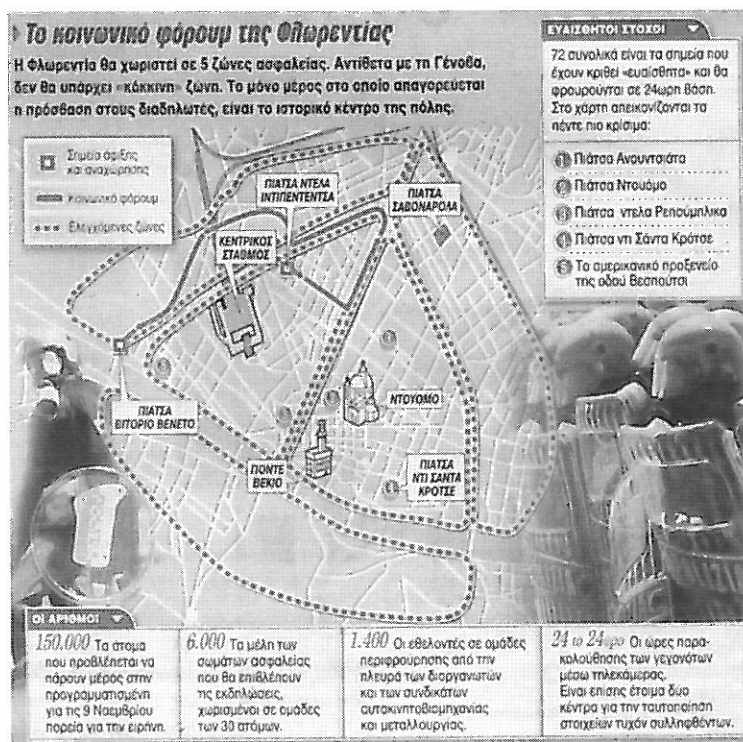 Το κοινωνικό φόρουμ της Φλωρεντίας
Η Φλωρεντία θα χωριστεί σε 5 ζώνες ασφαλείας. Αντίθετα με τη Γένοβα,
δεν θα υπάρχει «κόκκινη» ζώνη. Το μόνο μέρος στο οποίο απαγορεύεται
η πρόσβαση στους διαδηλωτές, είναι το ιστορικό κέντρο της πόλης.
ΕΥΑΙΣΘΗΤΟΙ ΣΤΟΧΟΙ
72 συνολικά είναι τα σημεία που
έχουν κριθεί «ευαίσθητα» και θα
φρουρούνται σε 24ωρη βάση.
Στο χάρτη απεικονίζονται τα
πέντε πιο κρίσιμα:
1 Πιάτσα Ανουντσιάτα
2 Πιάτσα Ντουόμο
3 Πιάτσα ντελα Ρεπούμπλικα
4 Πιάτσα ντι Σάντα Κρότσε
5 Το αμερικανικό προξενείο
της οδού Βεσπούτσι
Σημεία άφιξης
και αναχώρησης
Κοινωνικό φόρουμ
Ελεγχόμενες ζώνες
ΠΙΑΤΣΑ ΝΤΕΛΑ
ΙΝΤΙΠΕΝΤΕΝΤΣΑ
ΠΙΑΤΣΑ
ΣΑΒΟΝΑΡΟΛΑ
ΚΕΝΤΡΙΚΟΣ
ΣΤΑΘΜΟΣ
ΠΙΑΤΣΑ
ΒΙΤΟΡΙΟ ΒΕΝΕΤΟ
ΝΤΟΥΟΜΟ
ΠΟΝΤΕ
ΒΕΚΙΟ
4 ΠΙΑΤΣΑ
ΝΤΙ ΣΑΝΤΑ
ΚΡΟΤΣΕ
ΟΙ ΑΡΙΘΜΟΙ
150.000 Τα άτομα
που προβλέπεται να
πάρουν μέρος στην
προγραμματισμένη
για τις 9 Νοεμβρίου
πορεία για την ειρήνη.
6.000 Τα μέλη των
σωμάτων ασφαλείας
που θα επιβλέπουν
τις εκδηλώσεις,
χωρισμένοι σε ομάδες
των 30 ατόμων.
1.400 Οι εθελοντές σε ομάδες
περιφρούρησης από την
πλευρά των διοργανωτών
και των συνδικάτων
αυτοκινητοβιομηχανίας
και μεταλλουργίας.
24 το 24ωρο Οι ώρες παρα-
κολούθησης των γεγονότων
μέσω τηλεκάμερας.
Είναι επίσης έτοιμα δύο
κέντρα για την ταυτοποίηση
στοιχείων τυχόν συλληφθέντων.